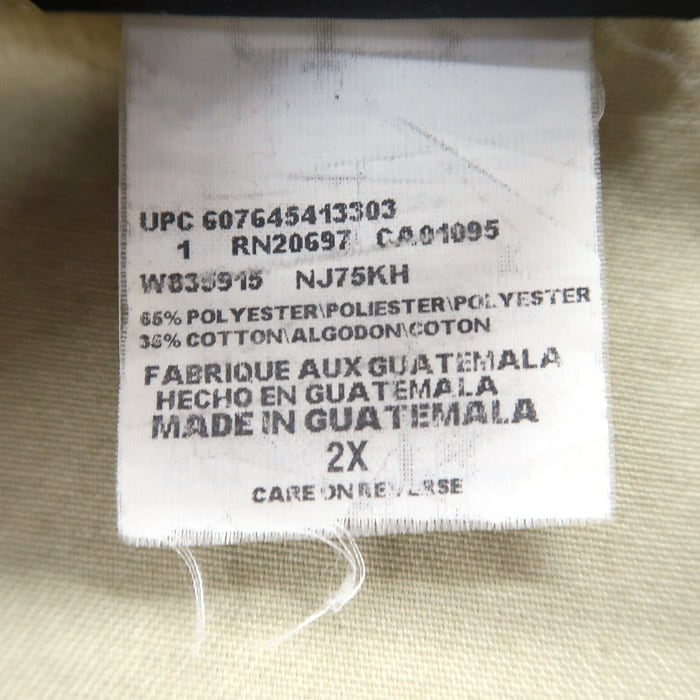 UPC 607645413303
1 RN20697 CA01095
W835915 NJ75KH
65% POLYESTER\POLIESTER\POLYESTER
35% COTTON\ALGODON\COTON
FABRIQUE AUX GUATEMALA
HECHO EN GUATEMALA
MADE IN GUATEMALA
2X
CARE ON REVERSE